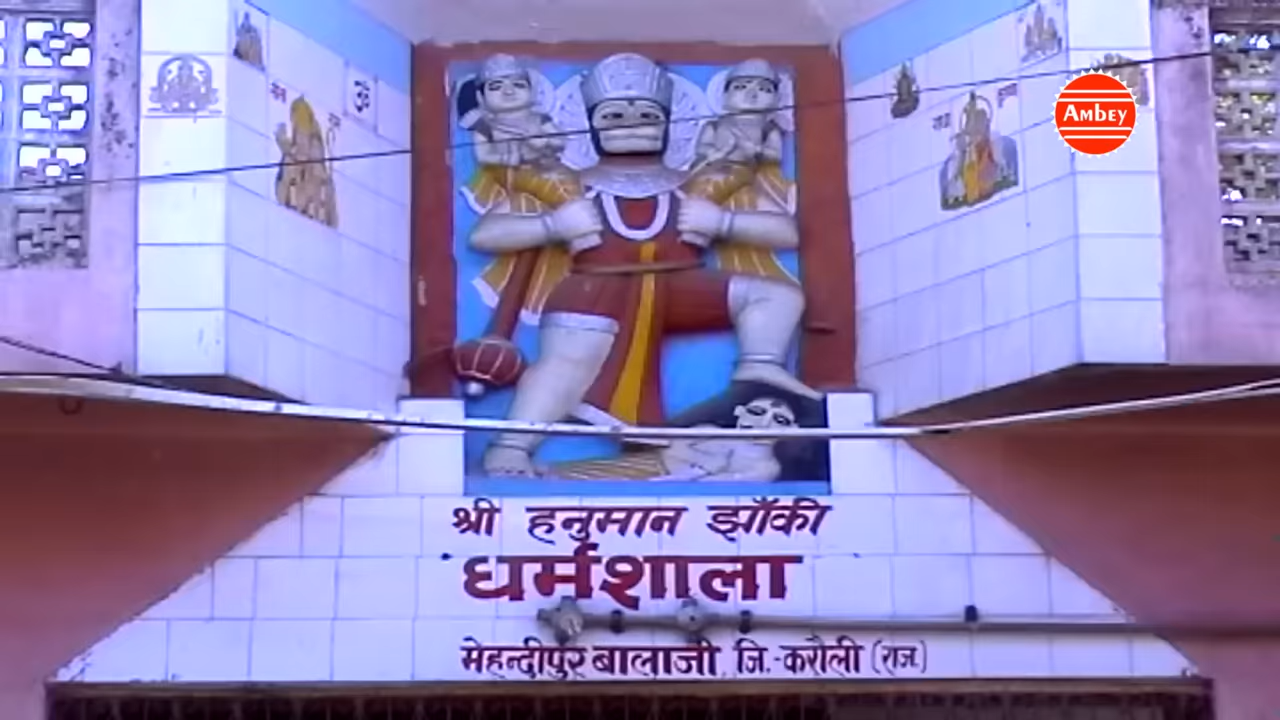 AMBEY
ॐ
राम
श्री हनुमान झाँकी
धर्मशाला
मेहन्दीपुर बालाजी, जि.-करौली (राज.)